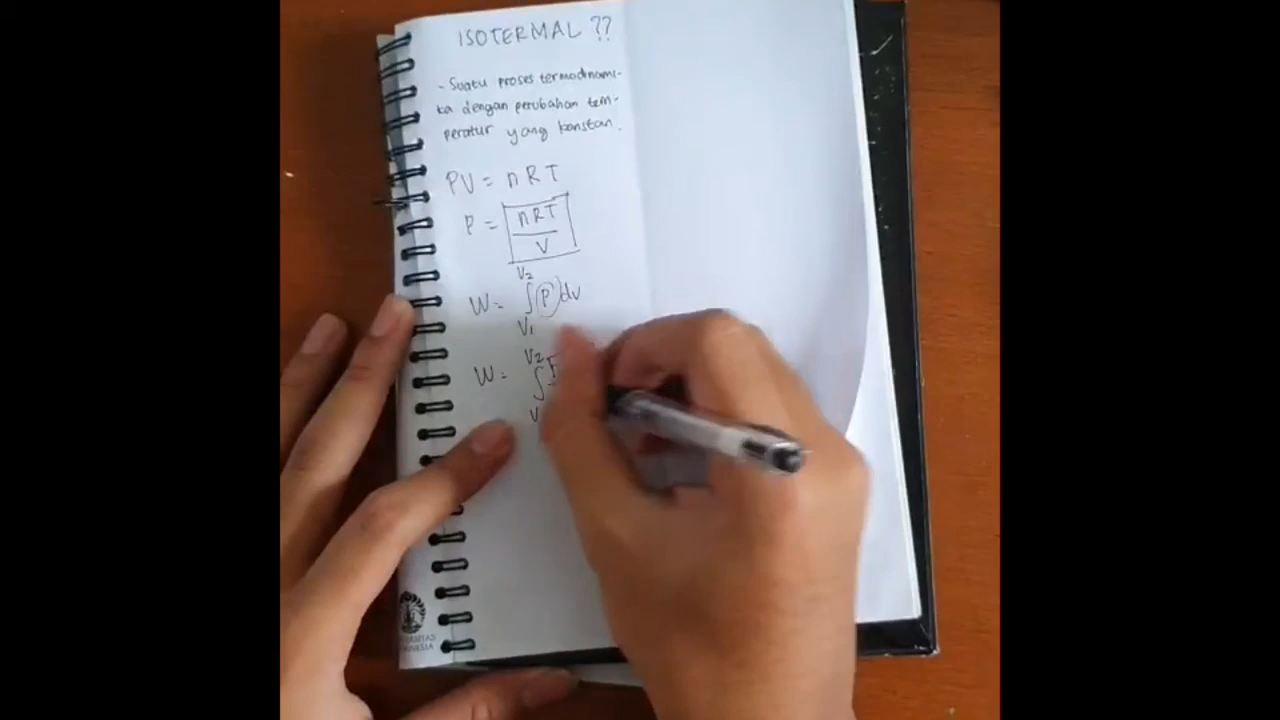 ISOTERMAL ??
- Suatu proses termodinami-
ka dengan perubahan tem-
peratur yang konstan.
PV = nRT
P = nRT
V
V2
W = ∫ P dv
V1
V2
W = ∫
V